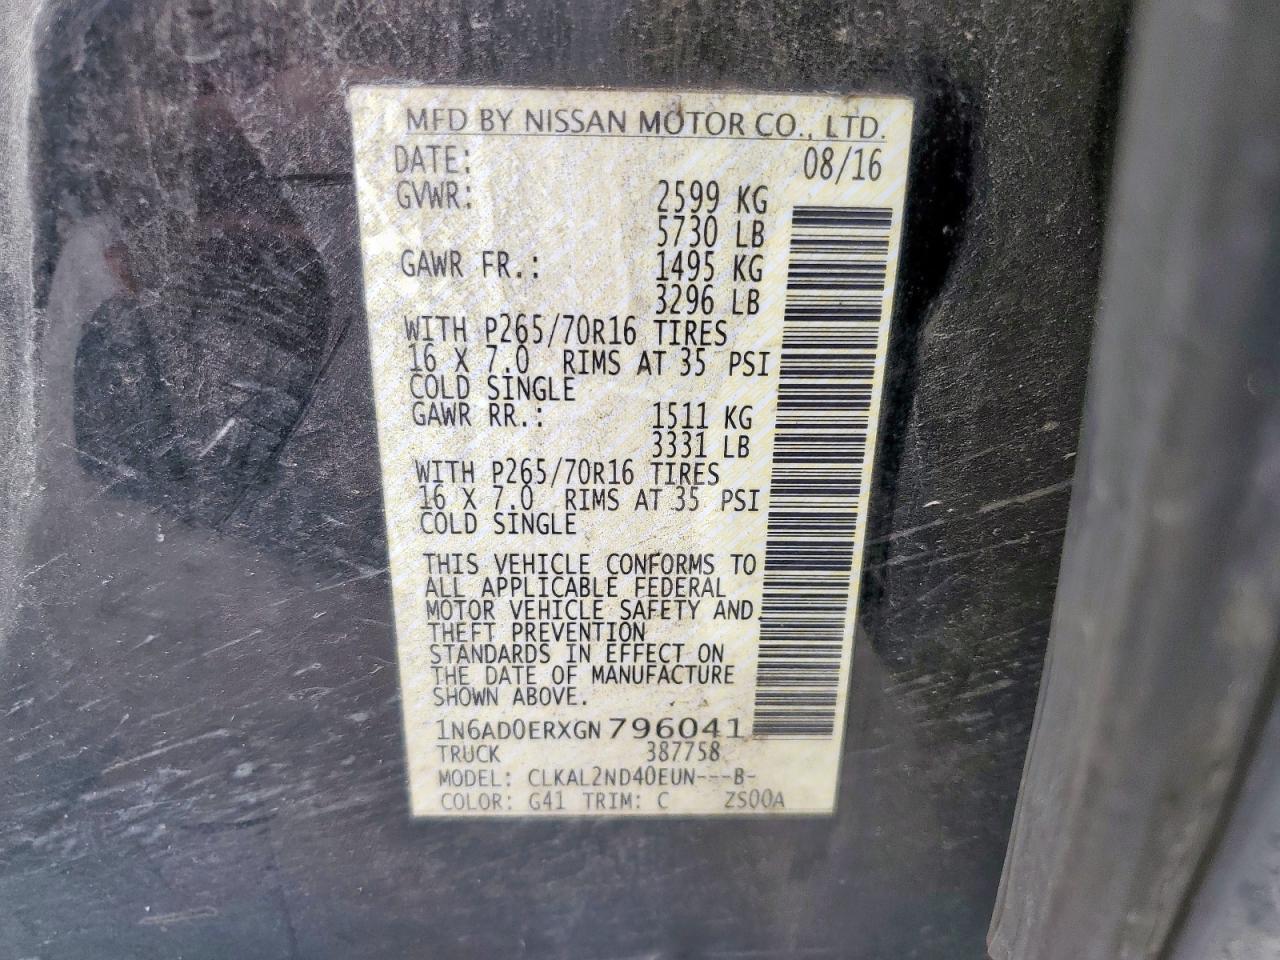 MFD BY NISSAN MOTOR CO., LTD.
DATE: 08/16
GVWR: 2599 KG
5730 LB
GAWR FR.: 1495 KG
3296 LB
WITH P265/70R16 TIRES
16 X 7.0 RIMS AT 35 PSI
COLD SINGLE
GAWR RR.: 1511 KG
3331 LB
WITH P265/70R16 TIRES
16 X 7.0 RIMS AT 35 PSI
COLD SINGLE
THIS VEHICLE CONFORMS TO
ALL APPLICABLE FEDERAL
MOTOR VEHICLE SAFETY AND
THEFT PREVENTION
STANDARDS IN EFFECT ON
THE DATE OF MANUFACTURE
SHOWN ABOVE.
1N6AD0ERXGN796041
TRUCK 387758
MODEL: CLKAL2ND40EUN---B-
COLOR: G41 TRIM: C ZS00A